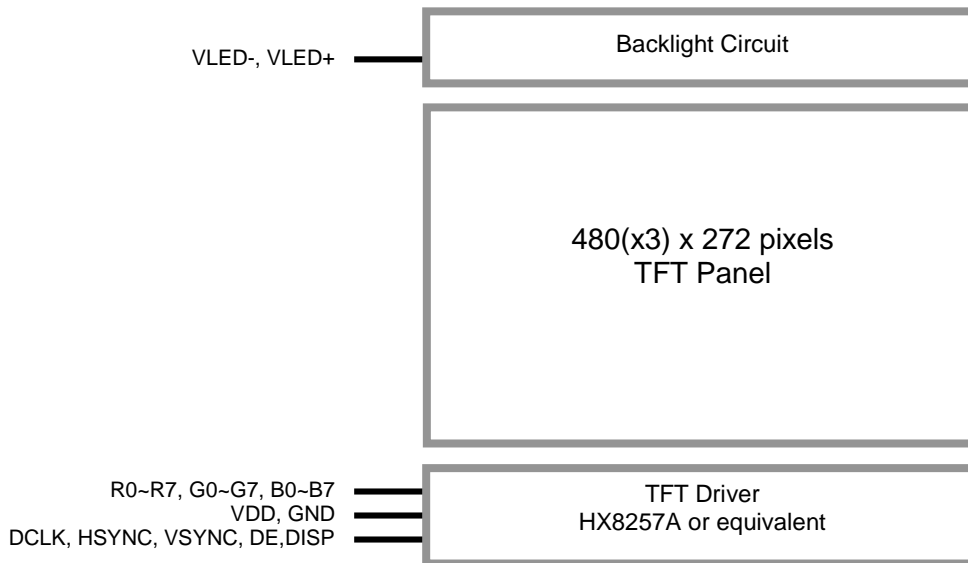 Backlight Circuit
VLED-, VLED+
480(x3) x 272 pixels
TFT Panel
R0~R7, G0~G7, B0~B7
VDD, GND
DCLK, HSYNC, VSYNC, DE,DISP
TFT Driver
HX8257A or equivalent